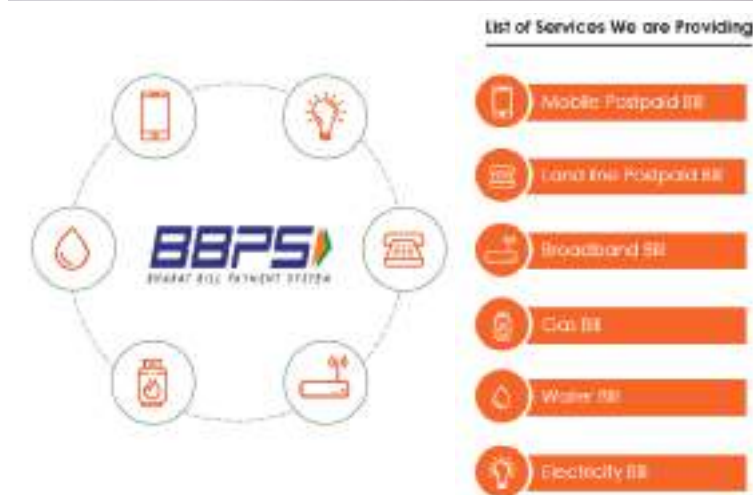 List of Services We are Providing
Mobile Postpaid Bill
Land line Postpaid Bill
Broadband Bill
Gas Bill
Water Bill
Electricity Bill
BBPS
BHARAT BILL PAYMENT SYSTEM